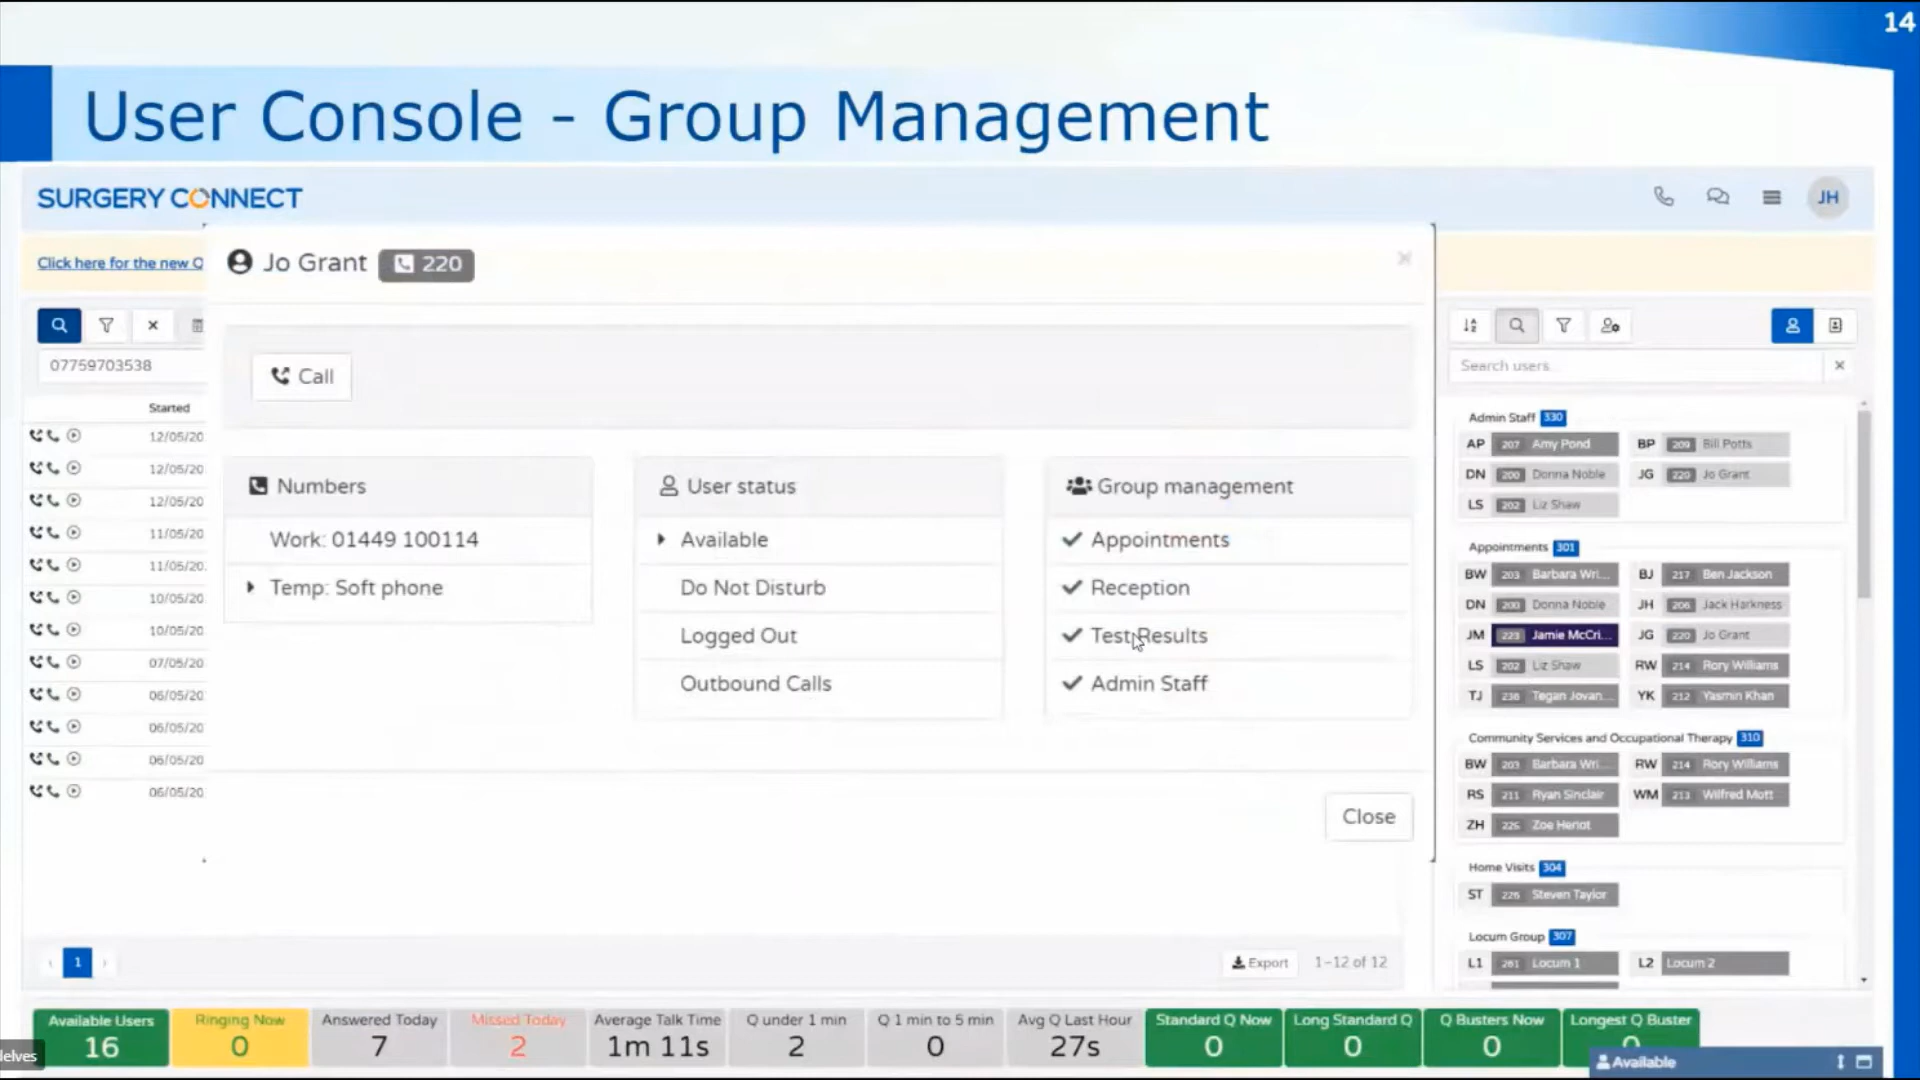 14
User Console - Group Management
SURGERY CONNECT
JH
Click here for the new Q
Jo Grant 220
07759703538
Call
Search users...
Started
12/05/20
12/05/20
12/05/20
11/05/20
11/05/20
10/05/20
10/05/20
07/05/20
06/05/20
06/05/20
06/05/20
06/05/20
Numbers
Work: 01449 100114
Temp: Soft phone
User status
Available
Do Not Disturb
Logged Out
Outbound Calls
Group management
Appointments
Reception
Test Results
Admin Staff
Close
Admin Staff 330
AP 207 Amy Pond BP 209 Bill Potts
DN 200 Donna Noble JG 220 Jo Grant
LS 202 Liz Shaw
Appointments 301
BW 203 Barbara Wri... BJ 217 Ben Jackson
DN 200 Donna Noble JH 206 Jack Harkness
JM 223 Jamie McCri... JG 220 Jo Grant
LS 202 Liz Shaw RW 214 Rory Williams
TJ Tegan Jovan... YK 212 Yasmin Khan
Community Services and Occupational Therapy 310
BW 203 Barbara Wri... RW 214 Rory Williams
RS 211 Ryan Sinclair WM 213 Wilfred Mott
ZH Zoe Heriot
Home Visits 304
ST 226 Steven Taylor
Locum Group 307
L1 261 Locum 1 L2 Locum 2
1
Export 1-12 of 12
Available Users
16
Ringing Now
0
Answered Today
7
Missed Today
2
Average Talk Time
1m 11s
Q under 1 min
2
Q 1 min to 5 min
0
Avg Q Last Hour
27s
Standard Q Now
0
Long Standard Q
0
Q Busters Now
0
Longest Q Buster
0
elves
Available